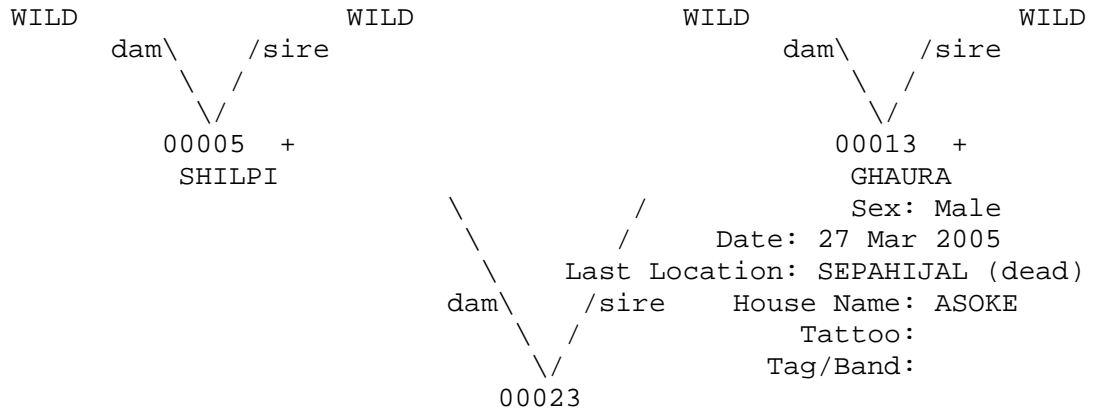 WILD WILD WILD WILD
dam\ /sire dam\ /sire
\ / \ /
\/ \/
00005 + 00013 +
SHILPI GHAURA
\ / Sex: Male
\ / Date: 27 Mar 2005
\ Last Location: SEPAHIJAL (dead)
dam\ /sire House Name: ASOKE
\ / Tattoo:
\/ Tag/Band:
00023